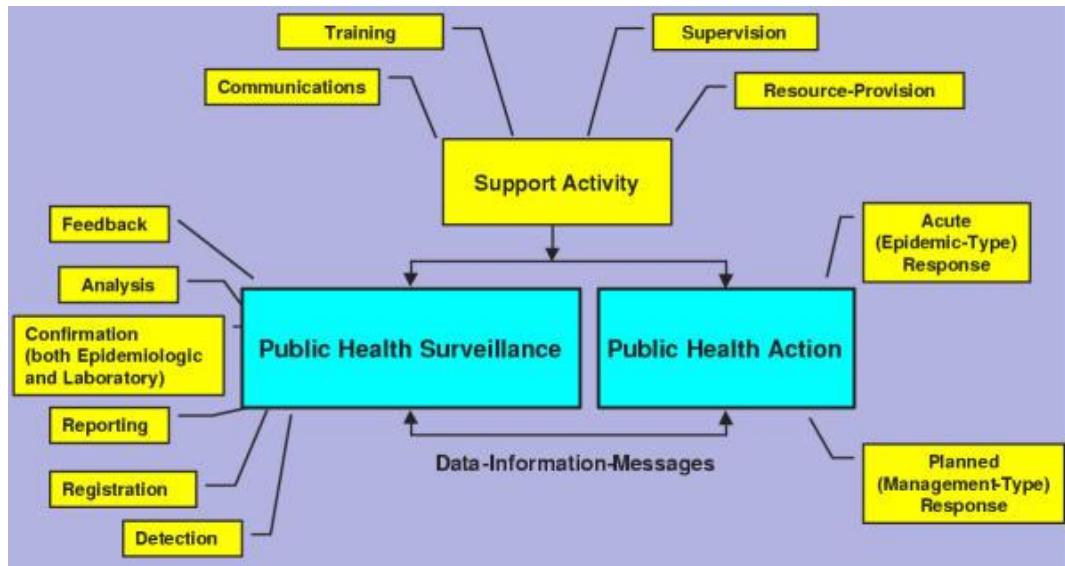 Training
Supervision
Communications
Resource-Provision
Support Activity
Feedback
Acute
(Epidemic-Type)
Response
Analysis
Confirmation
(both Epidemiologic
and Laboratory)
Public Health Surveillance
Public Health Action
Reporting
Data-Information-Messages
Planned
(Management-Type)
Response
Registration
Detection